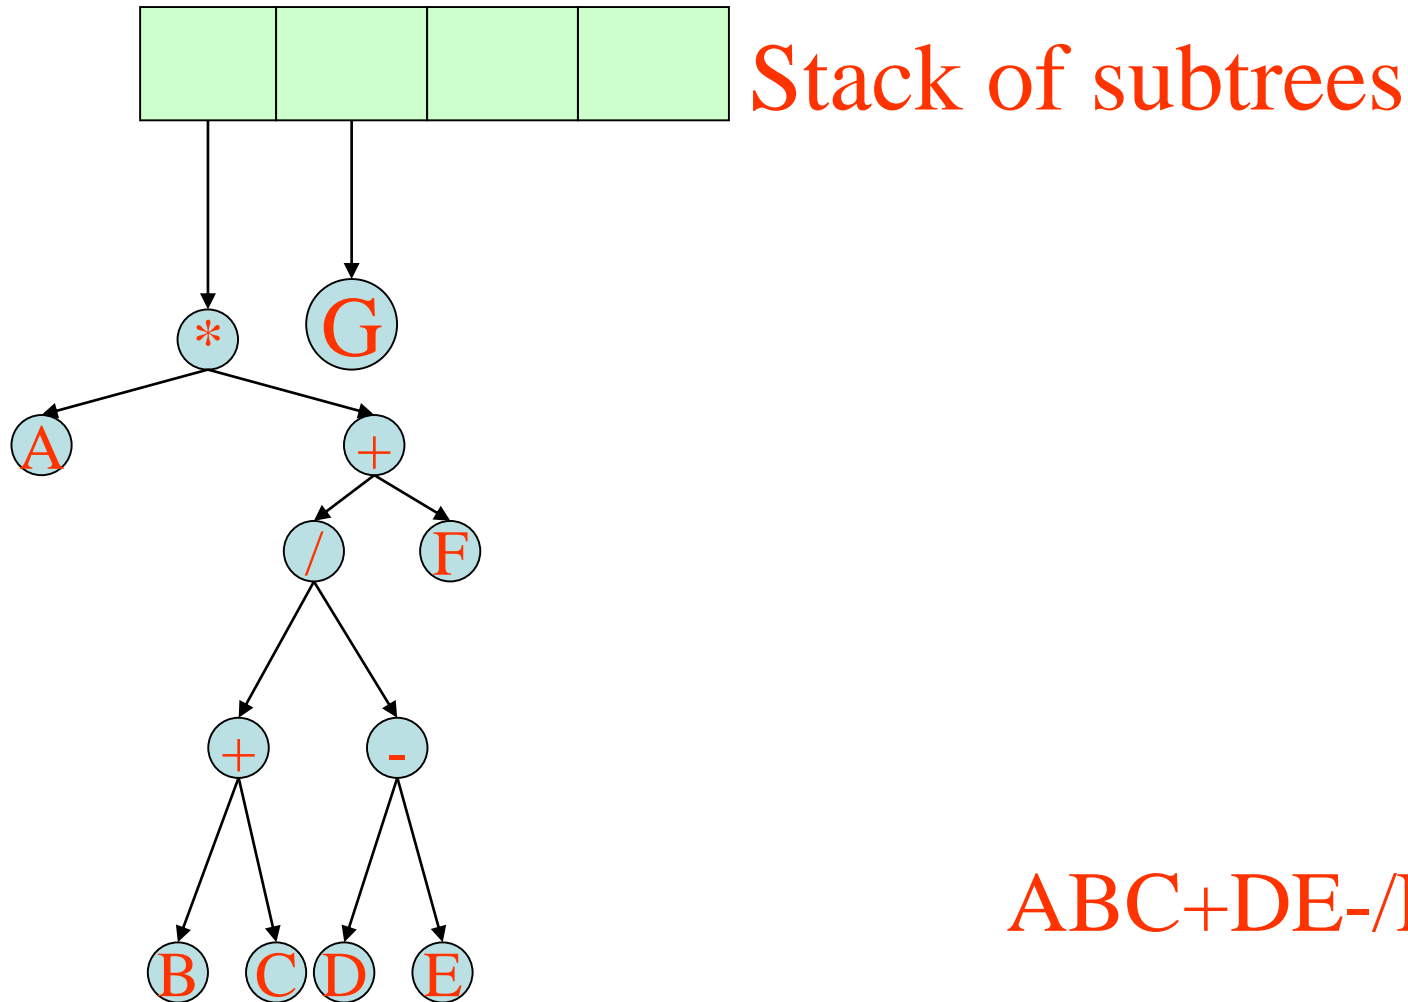 Stack of subtrees
G
*
A
+
/
F
+
-
B C D E
ABC+DE-/